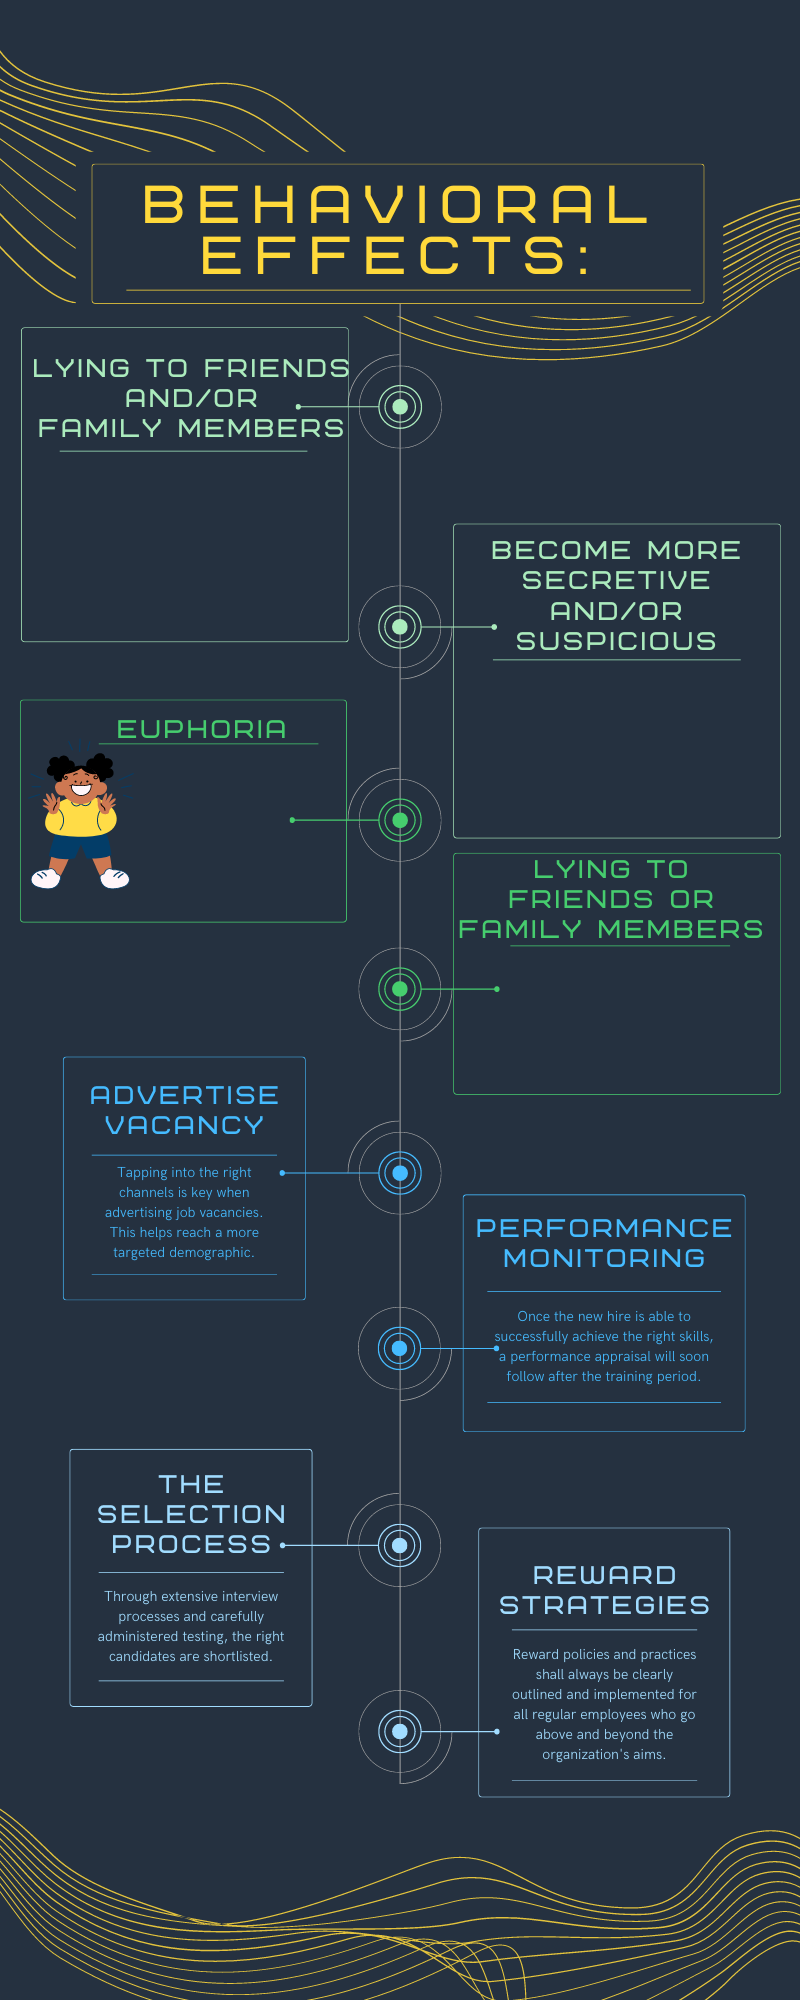 BEHAVIORAL
EFFECTS:
LYING TO FRIENDS
AND/OR
FAMILY MEMBERS
BECOME MORE
SECRETIVE
AND/OR
SUSPICIOUS
EUPHORIA
LYING TO
FRIENDS OR
FAMILY MEMBERS
ADVERTISE
VACANCY
Tapping into the right
channels is key when
advertising job vacancies.
This helps reach a more
targeted demographic.
PERFORMANCE
MONITORING
Once the new hire is able to
successfully achieve the right skills,
a performance appraisal will soon
follow after the training period.
THE
SELECTION
PROCESS
Through extensive interview
processes and carefully
administered testing, the right
candidates are shortlisted.
REWARD
STRATEGIES
Reward policies and practices
shall always be clearly
outlined and implemented for
all regular employees who go
above and beyond the
organization's aims.